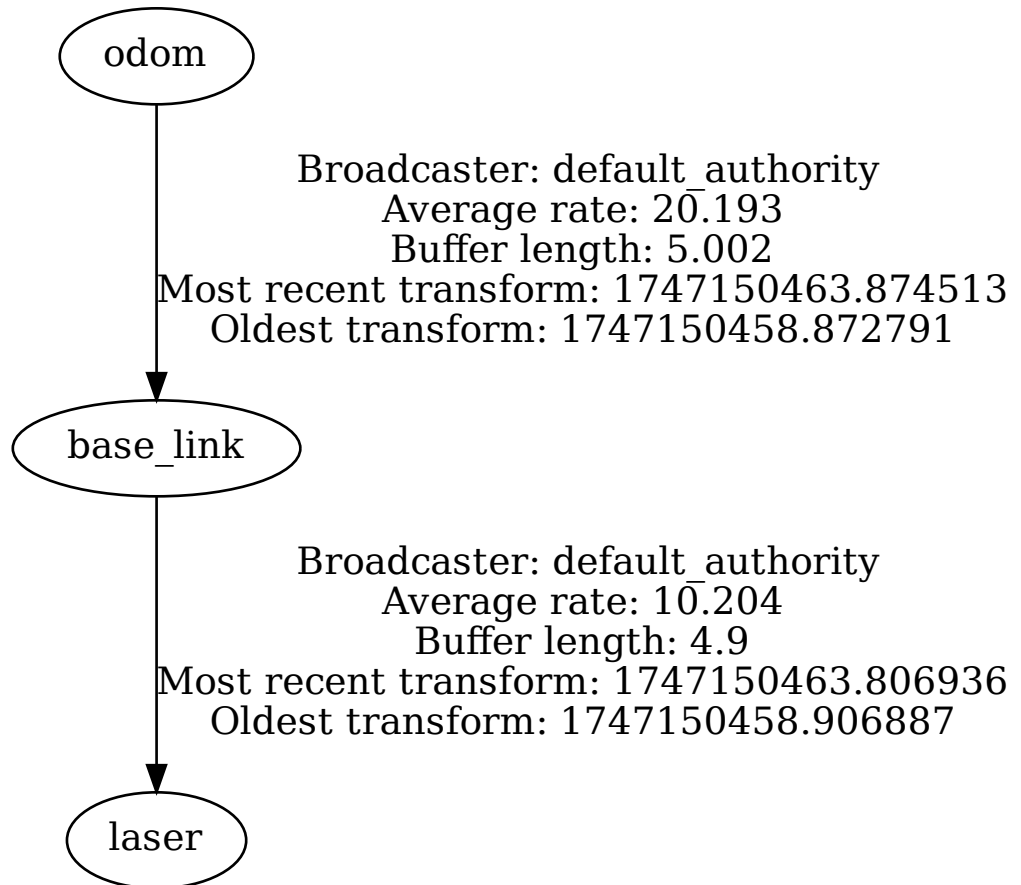 odom
Broadcaster: default_authority
Average rate: 20.193
Buffer length: 5.002
Most recent transform: 1747150463.874513
Oldest transform: 1747150458.872791
base_link
Broadcaster: default_authority
Average rate: 10.204
Buffer length: 4.9
Most recent transform: 1747150463.806936
Oldest transform: 1747150458.906887
laser